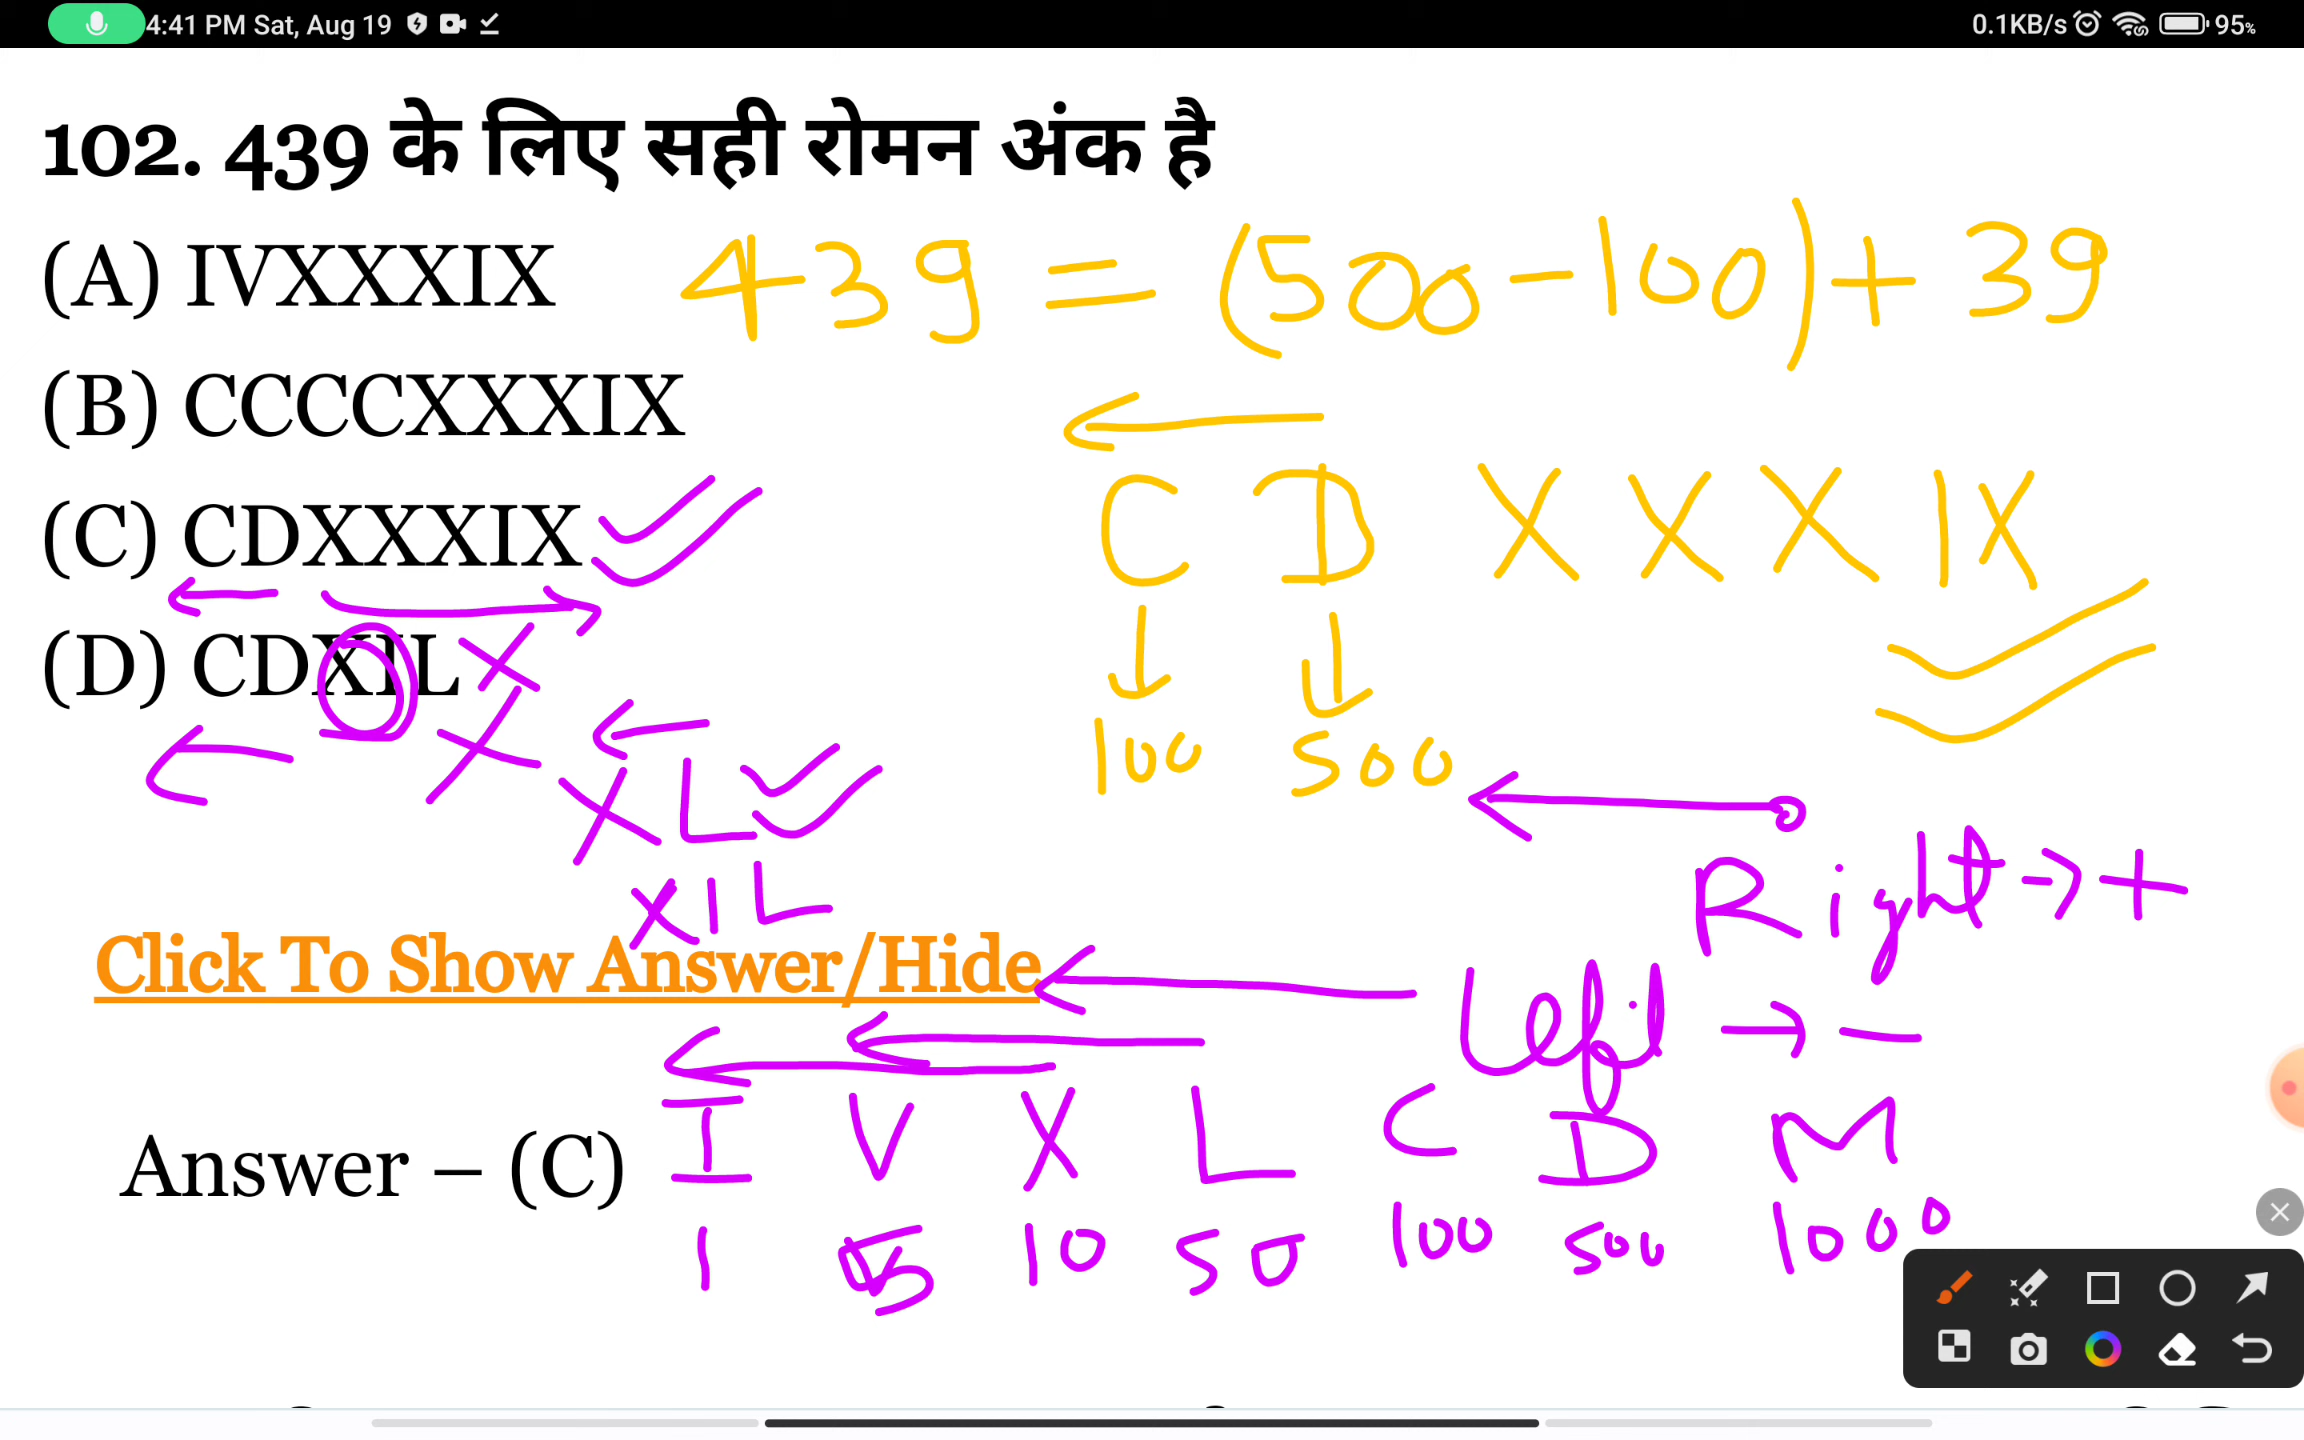 4:41 PM Sat, Aug 19
0.1KB/s 95%
102. 439 के लिए सही रोमन अंक है
(A) IVXXXIX
439 = (500-100)+39
(B) CCCCXXXIX
(C) CDXXXIX
CDXXXIX
(D) CDXIL
100 500
XL
XIL
Right → +
Click To Show Answer/Hide
Left → −
Answer – (C)
I V X L C D M
1 5 10 50 100 500 1000